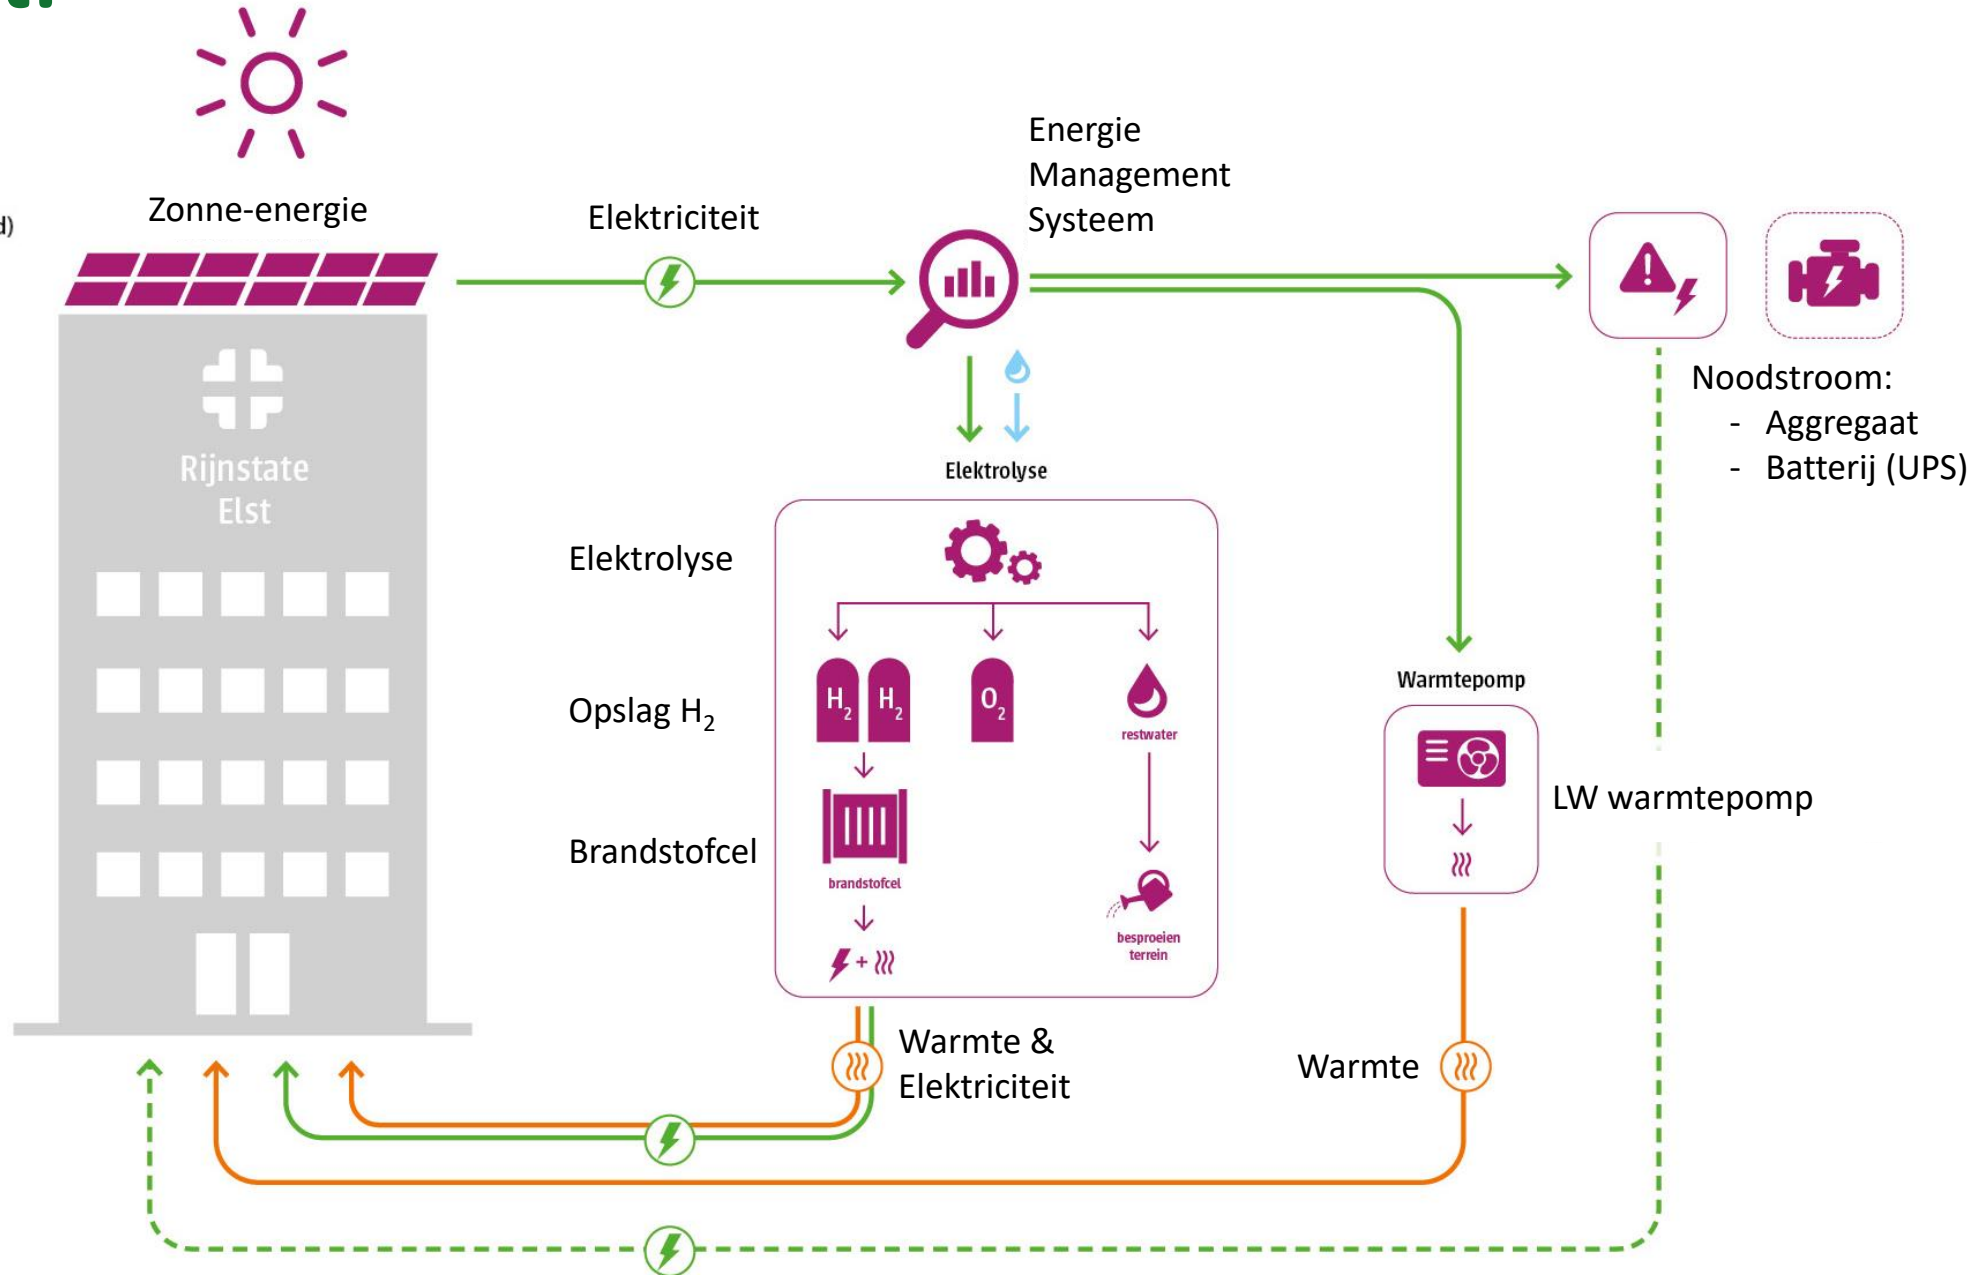 Zonne-energie
Elektriciteit
Energie
Management
Systeem
Rijnstate
Elst
Noodstroom:
- Aggregaat
- Batterij (UPS)
Elektrolyse
Elektrolyse
Opslag H₂
H₂ H₂ O₂
restwater
Brandstofcel
brandstofcel
besproeien
terrein
+
Warmtepomp
LW warmtepomp
Warmte &
Elektriciteit
Warmte